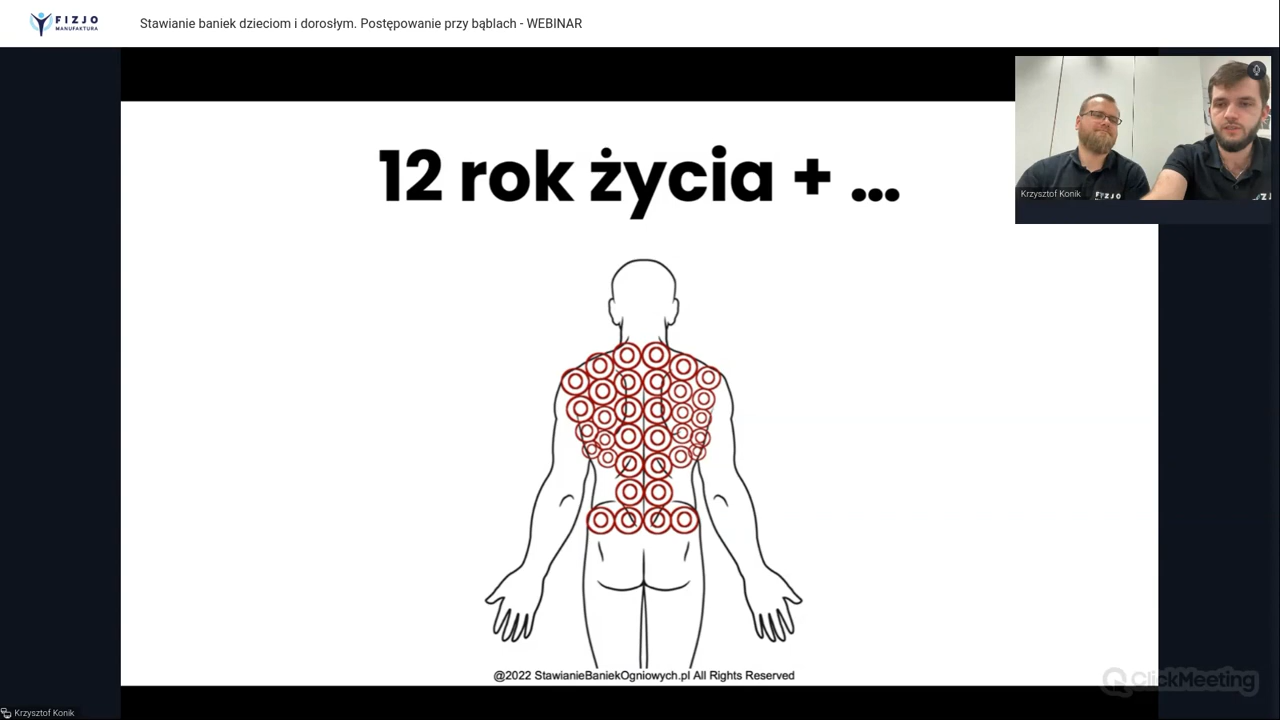 FIZJO
MANUFAKTURA
Stawianie baniek dzieciom i dorosłym. Postępowanie przy bąblach - WEBINAR
12 rok życia + ...
FIZJO
Krzysztof Konik
@2022 StawianieBaniekOgniowych.pl All Rights Reserved
ClickMeeting
Krzysztof Konik